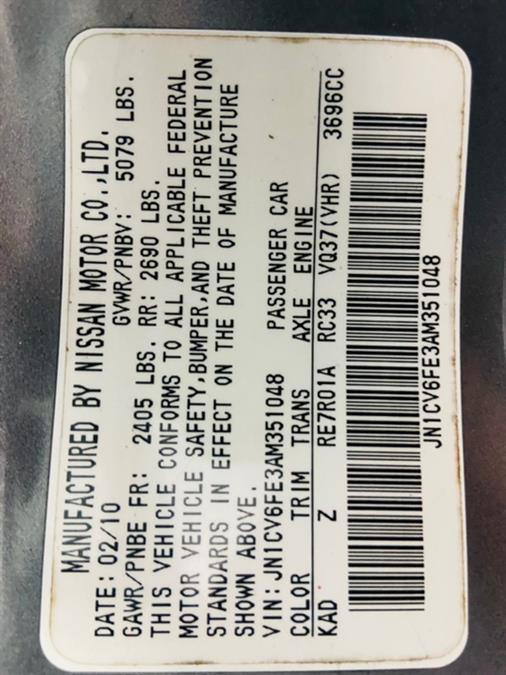 MANUFACTURED BY NISSAN MOTOR CO.,LTD.
DATE: 02/10 GVWR/PNBV: 5079 LBS.
GAWR/PNBE FR: 2405 LBS. RR: 2690 LBS.
THIS VEHICLE CONFORMS TO ALL APPLICABLE FEDERAL
MOTOR VEHICLE SAFETY,BUMPER,AND THEFT PREVENTION
STANDARDS IN EFFECT ON THE DATE OF MANUFACTURE
SHOWN ABOVE.
VIN: JN1CV6FE3AM351048 PASSENGER CAR
COLOR TRIM TRANS AXLE ENGINE
KAD Z RE7R01A RC33 VQ37(VHR) 3696CC
JN1CV6FE3AM351048